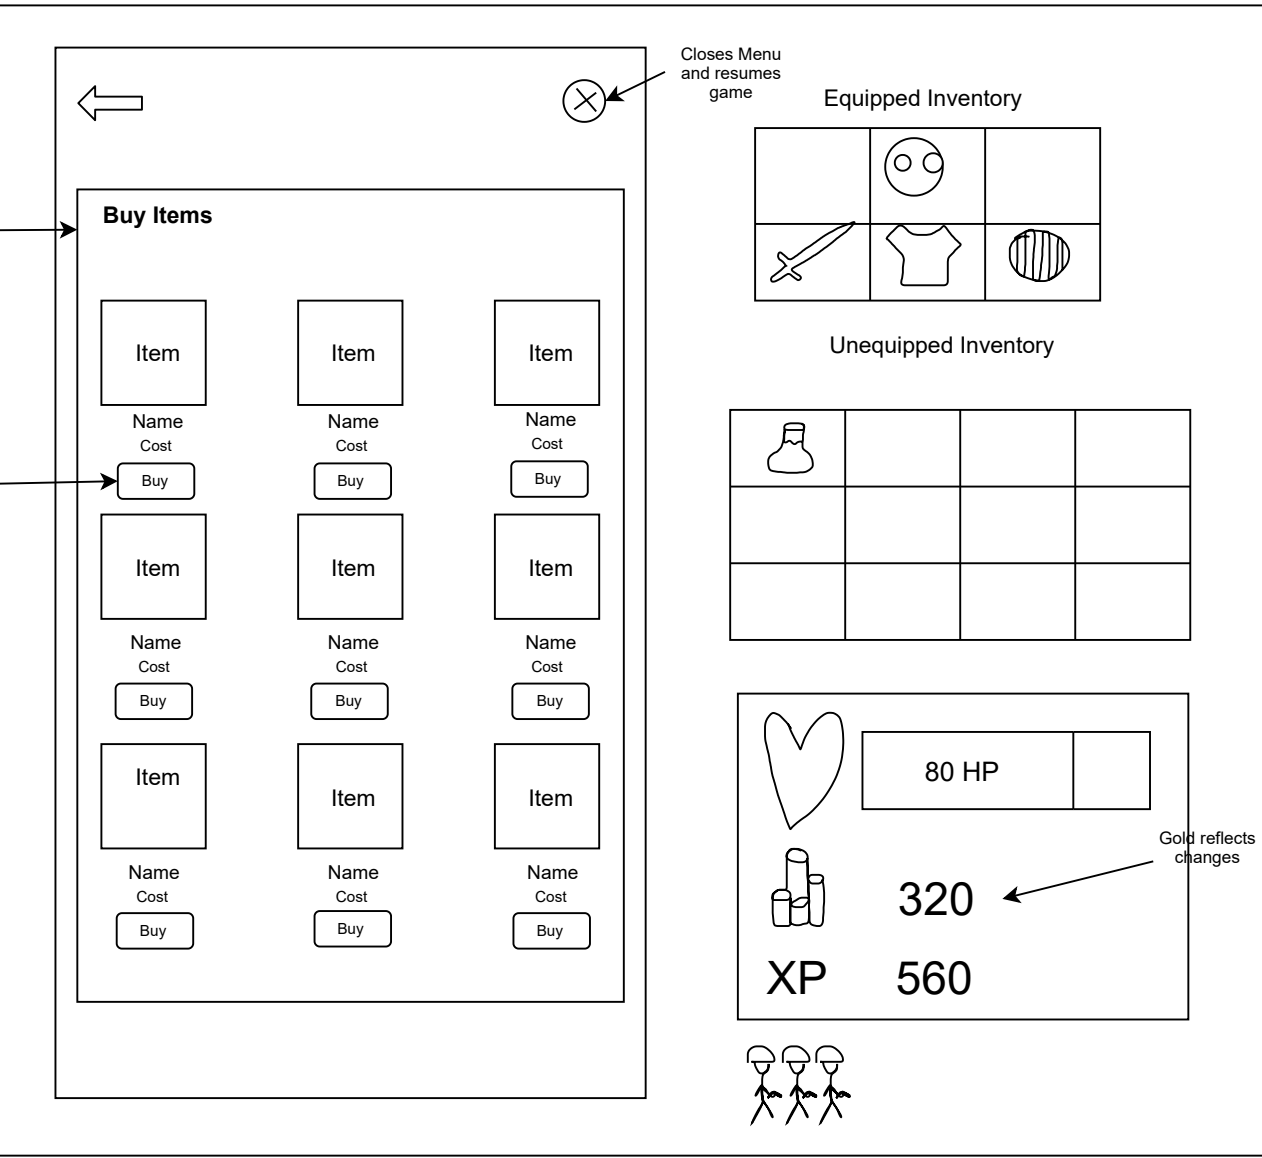 Closes Menu
and resumes
game
Buy Items
Item
Item
Item
Name
Name
Name
Cost
Cost
Cost
Buy
Buy
Buy
Item
Item
Item
Name
Name
Name
Cost
Cost
Cost
Buy
Buy
Buy
Item
Item
Item
Name
Name
Name
Cost
Cost
Cost
Buy
Buy
Buy
Equipped Inventory
Unequipped Inventory
80 HP
Gold reflects
changes
320
XP 560